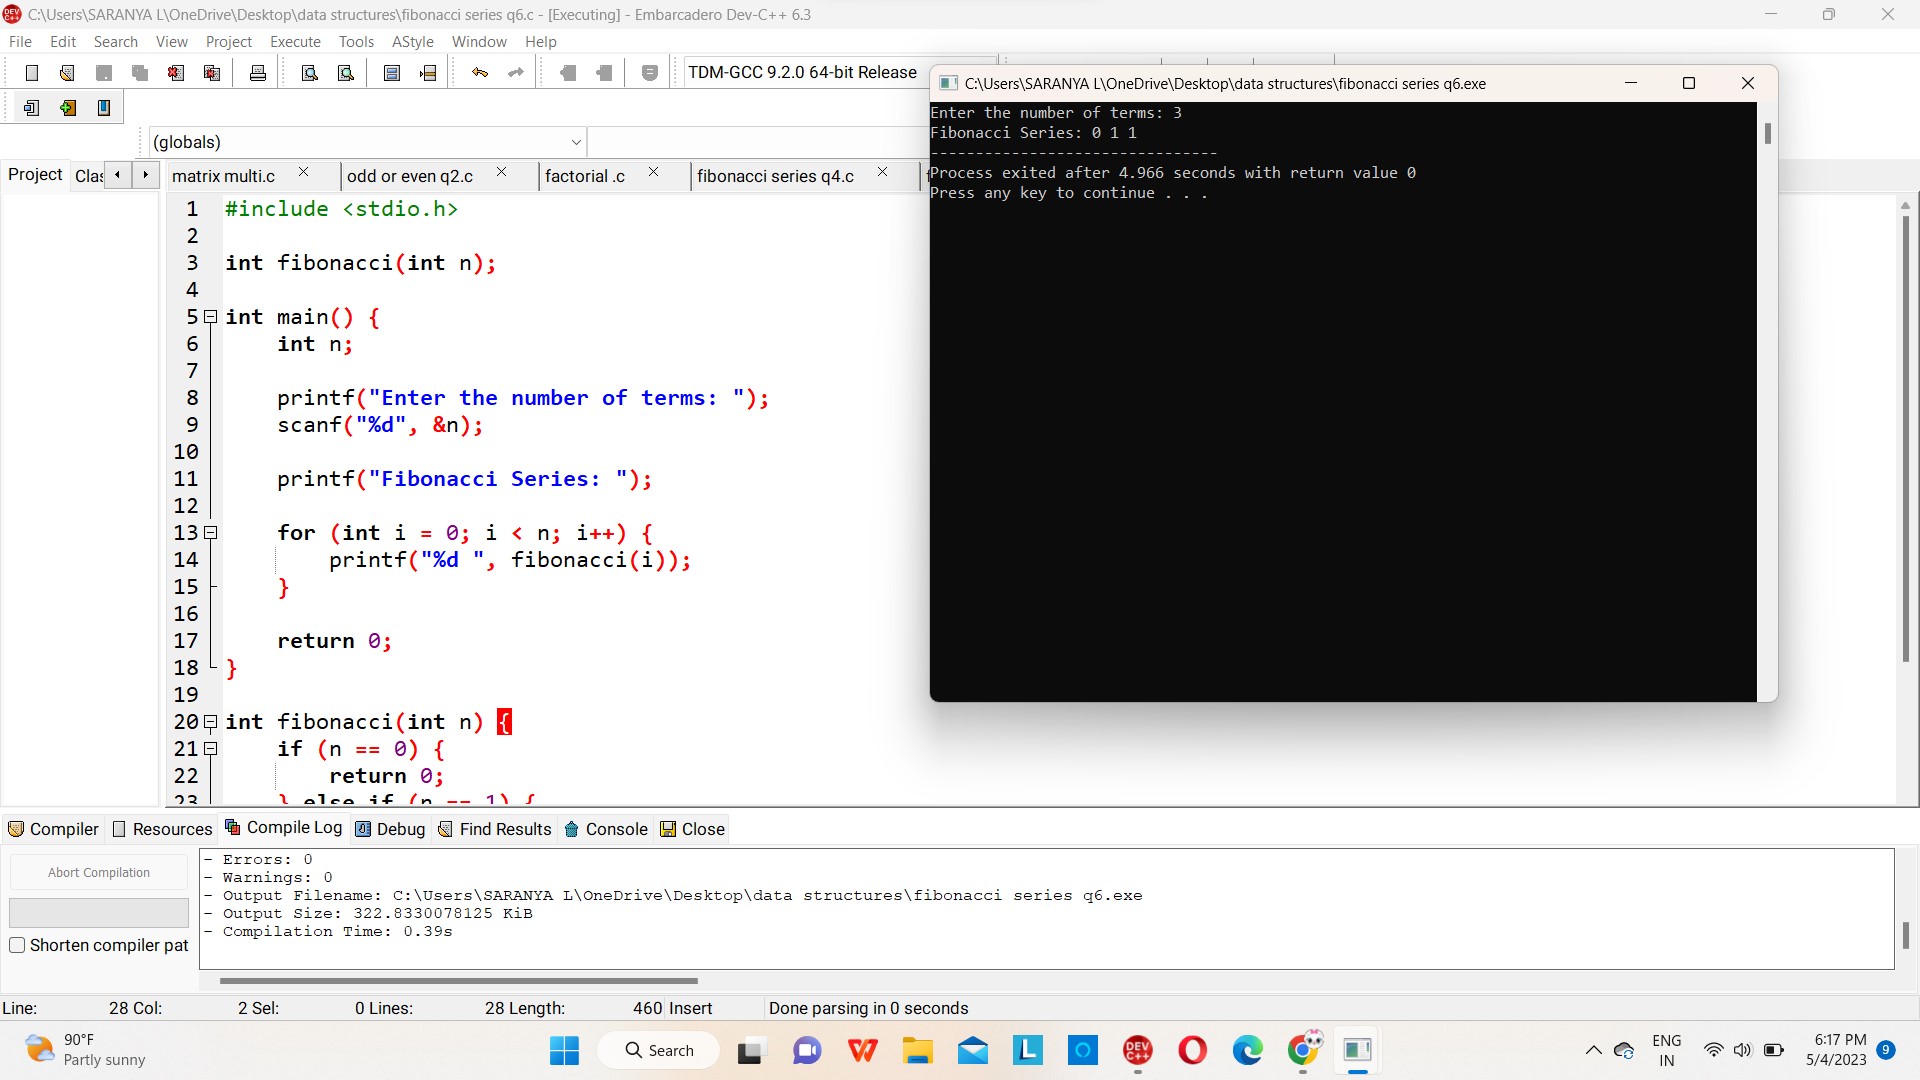 C:\Users\SARANYA L\OneDrive\Desktop\data structures\fibonacci series q6.c - [Executing] - Embarcadero Dev-C++ 6.3
File Edit Search View Project Execute Tools AStyle Window Help
TDM-GCC 9.2.0 64-bit Release
(globals)
Project Clas
matrix multi.c odd or even q2.c factorial .c fibonacci series q4.c
1 #include <stdio.h>
2
3 int fibonacci(int n);
4
5 int main() {
6 int n;
7
8 printf("Enter the number of terms: ");
9 scanf("%d", &n);
10
11 printf("Fibonacci Series: ");
12
13 for (int i = 0; i < n; i++) {
14 printf("%d ", fibonacci(i));
15 }
16
17 return 0;
18 }
19
20 int fibonacci(int n) {
21 if (n == 0) {
22 return 0;
23 } else if (n == 1) {
C:\Users\SARANYA L\OneDrive\Desktop\data structures\fibonacci series q6.exe
Enter the number of terms: 3
Fibonacci Series: 0 1 1
--------------------------------
Process exited after 4.966 seconds with return value 0
Press any key to continue . . .
Compiler Resources Compile Log Debug Find Results Console Close
Abort Compilation
Shorten compiler pat
- Errors: 0
- Warnings: 0
- Output Filename: C:\Users\SARANYA L\OneDrive\Desktop\data structures\fibonacci series q6.exe
- Output Size: 322.8330078125 KiB
- Compilation Time: 0.39s
Line: 28 Col: 2 Sel: 0 Lines: 28 Length: 460 Insert Done parsing in 0 seconds
90°F
Partly sunny
Search
DEV C++
ENG
IN
6:17 PM
5/4/2023
9